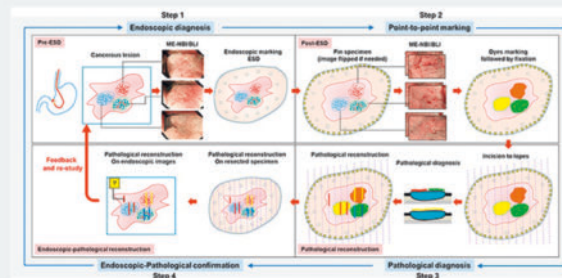 Step 1
Step 2
Endoscopic diagnosis
Point-to-point marking
Pre-ESD
Cancerous lesion
ME-NBI/BLI
Endoscopic marking
ESD
Post-ESD
Pin specimen
(image flipped if needed)
ME-NBI/BLI
Dyes marking
followed by fixation
Feedback
and re-study
Pathological reconstruction
On endoscopic images
Pathological reconstruction
On resected specimen
Pathological reconstruction
Pathological diagnosis
Incision to tapes
Endoscopic-pathological reconstruction
Pathological reconstruction
Endoscopic-Pathological confirmation
Pathological diagnosis
Step 4
Step 3